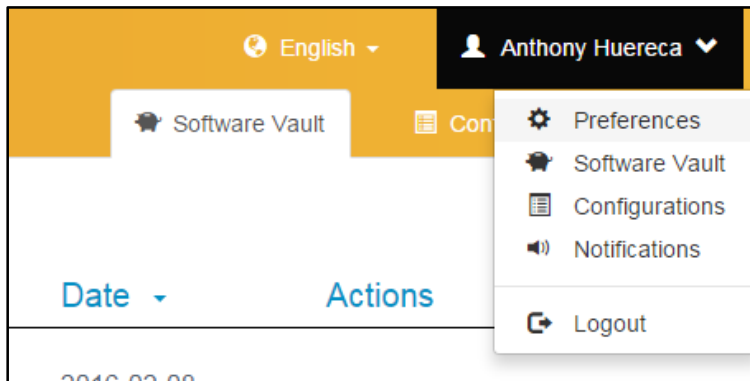 English
Anthony Huereca
Software Vault
Preferences
Software Vault
Configurations
Notifications
Logout
Date
Actions